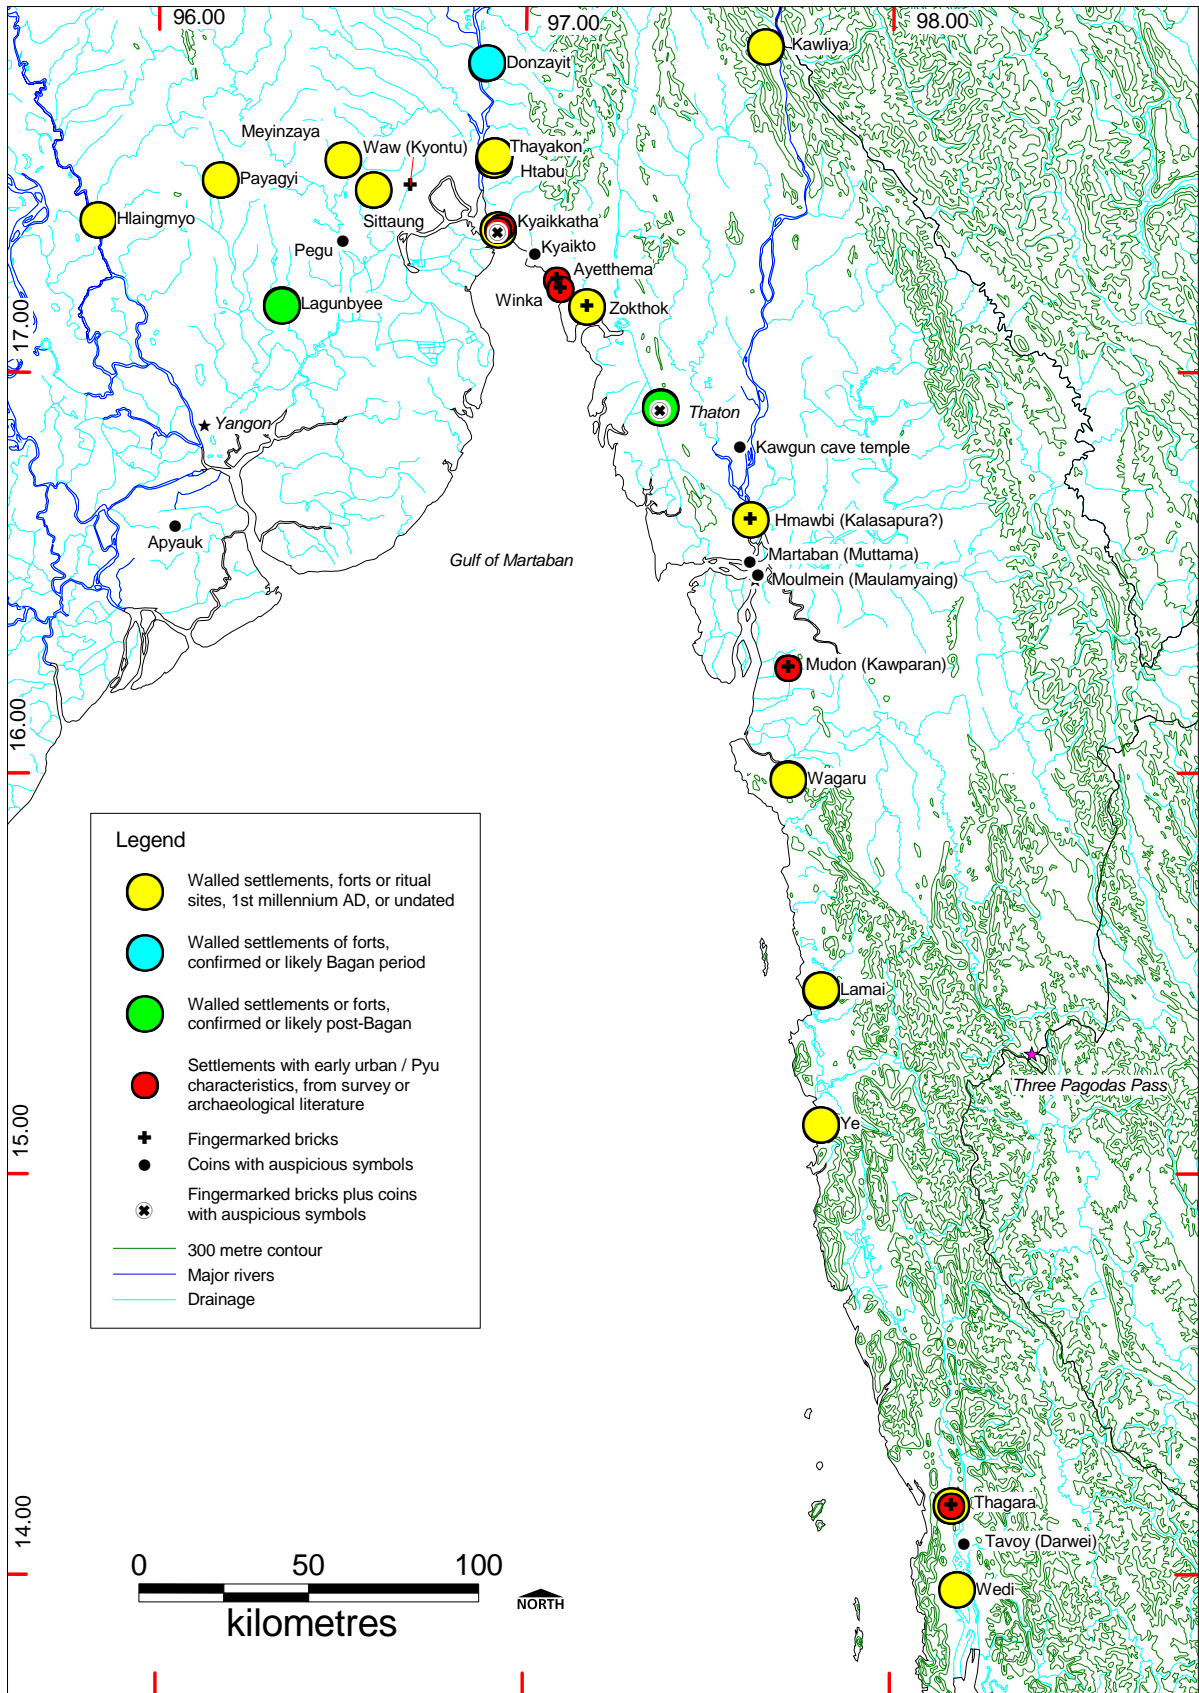 96.00
97.00
98.00
Kawliya
Donzayit
Meyinzaya
Waw (Kyontu)
Thayakon
Htabu
Payagyi
Hlaingmyo
Sittaung
Kyaikkatha
Pegu
Kyaikto
Ayetthema
Winka
Zokthok
Lagunbyee
17.00
Thaton
Yangon
Kawgun cave temple
Apyauk
Hmawbi (Kalasapura?)
Gulf of Martaban
Martaban (Muttama)
Moulmein (Maulamyaing)
Mudon (Kawparan)
16.00
Wagaru
Legend
Walled settlements, forts or ritual
sites, 1st millennium AD, or undated
Walled settlements of forts,
confirmed or likely Bagan period
Walled settlements or forts,
confirmed or likely post-Bagan
Settlements with early urban / Pyu
characteristics, from survey or
archaeological literature
Fingermarked bricks
Coins with auspicious symbols
Fingermarked bricks plus coins
with auspicious symbols
300 metre contour
Major rivers
Drainage
Lamai
Three Pagodas Pass
Ye
15.00
Thagara
14.00
Tavoy (Darwei)
Wedi
0
50
100
kilometres
NORTH